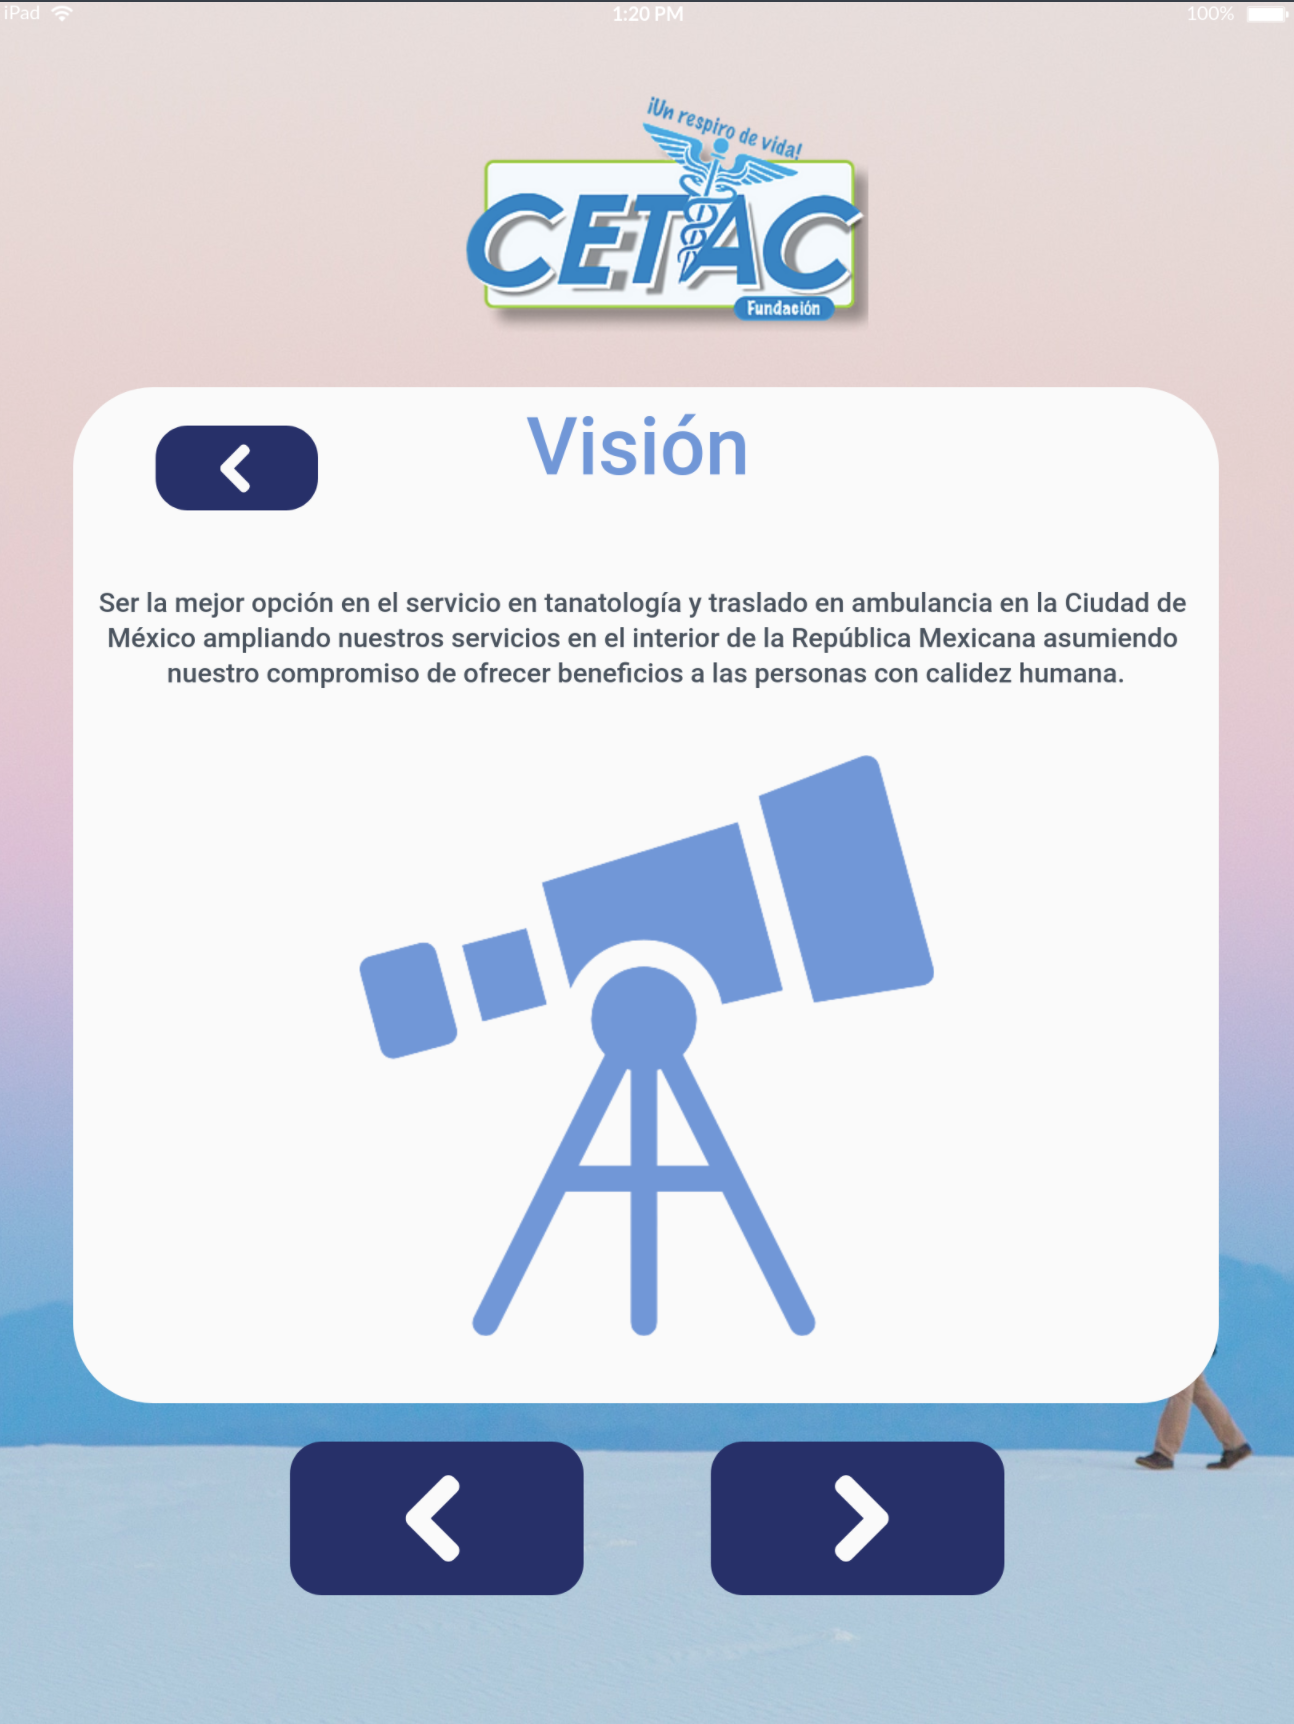 iPad
1:20 PM
100%
¡Un respiro de vida!
CETAC
Fundación
Visión
Ser la mejor opción en el servicio en tanatología y traslado en ambulancia en la Ciudad de
México ampliando nuestros servicios en el interior de la República Mexicana asumiendo
nuestro compromiso de ofrecer beneficios a las personas con calidez humana.